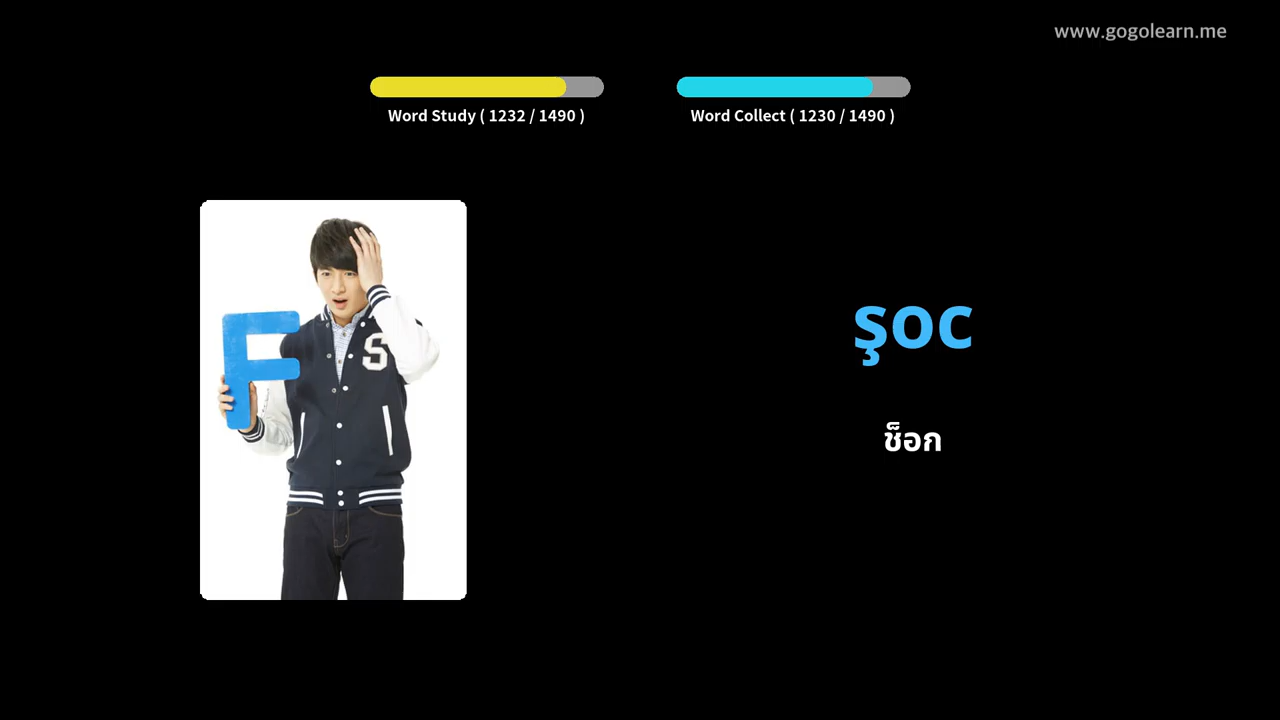 www.gogolearn.me
Word Study ( 1232 / 1490 )
Word Collect ( 1230 / 1490 )
F
S
şoc
ช็อก